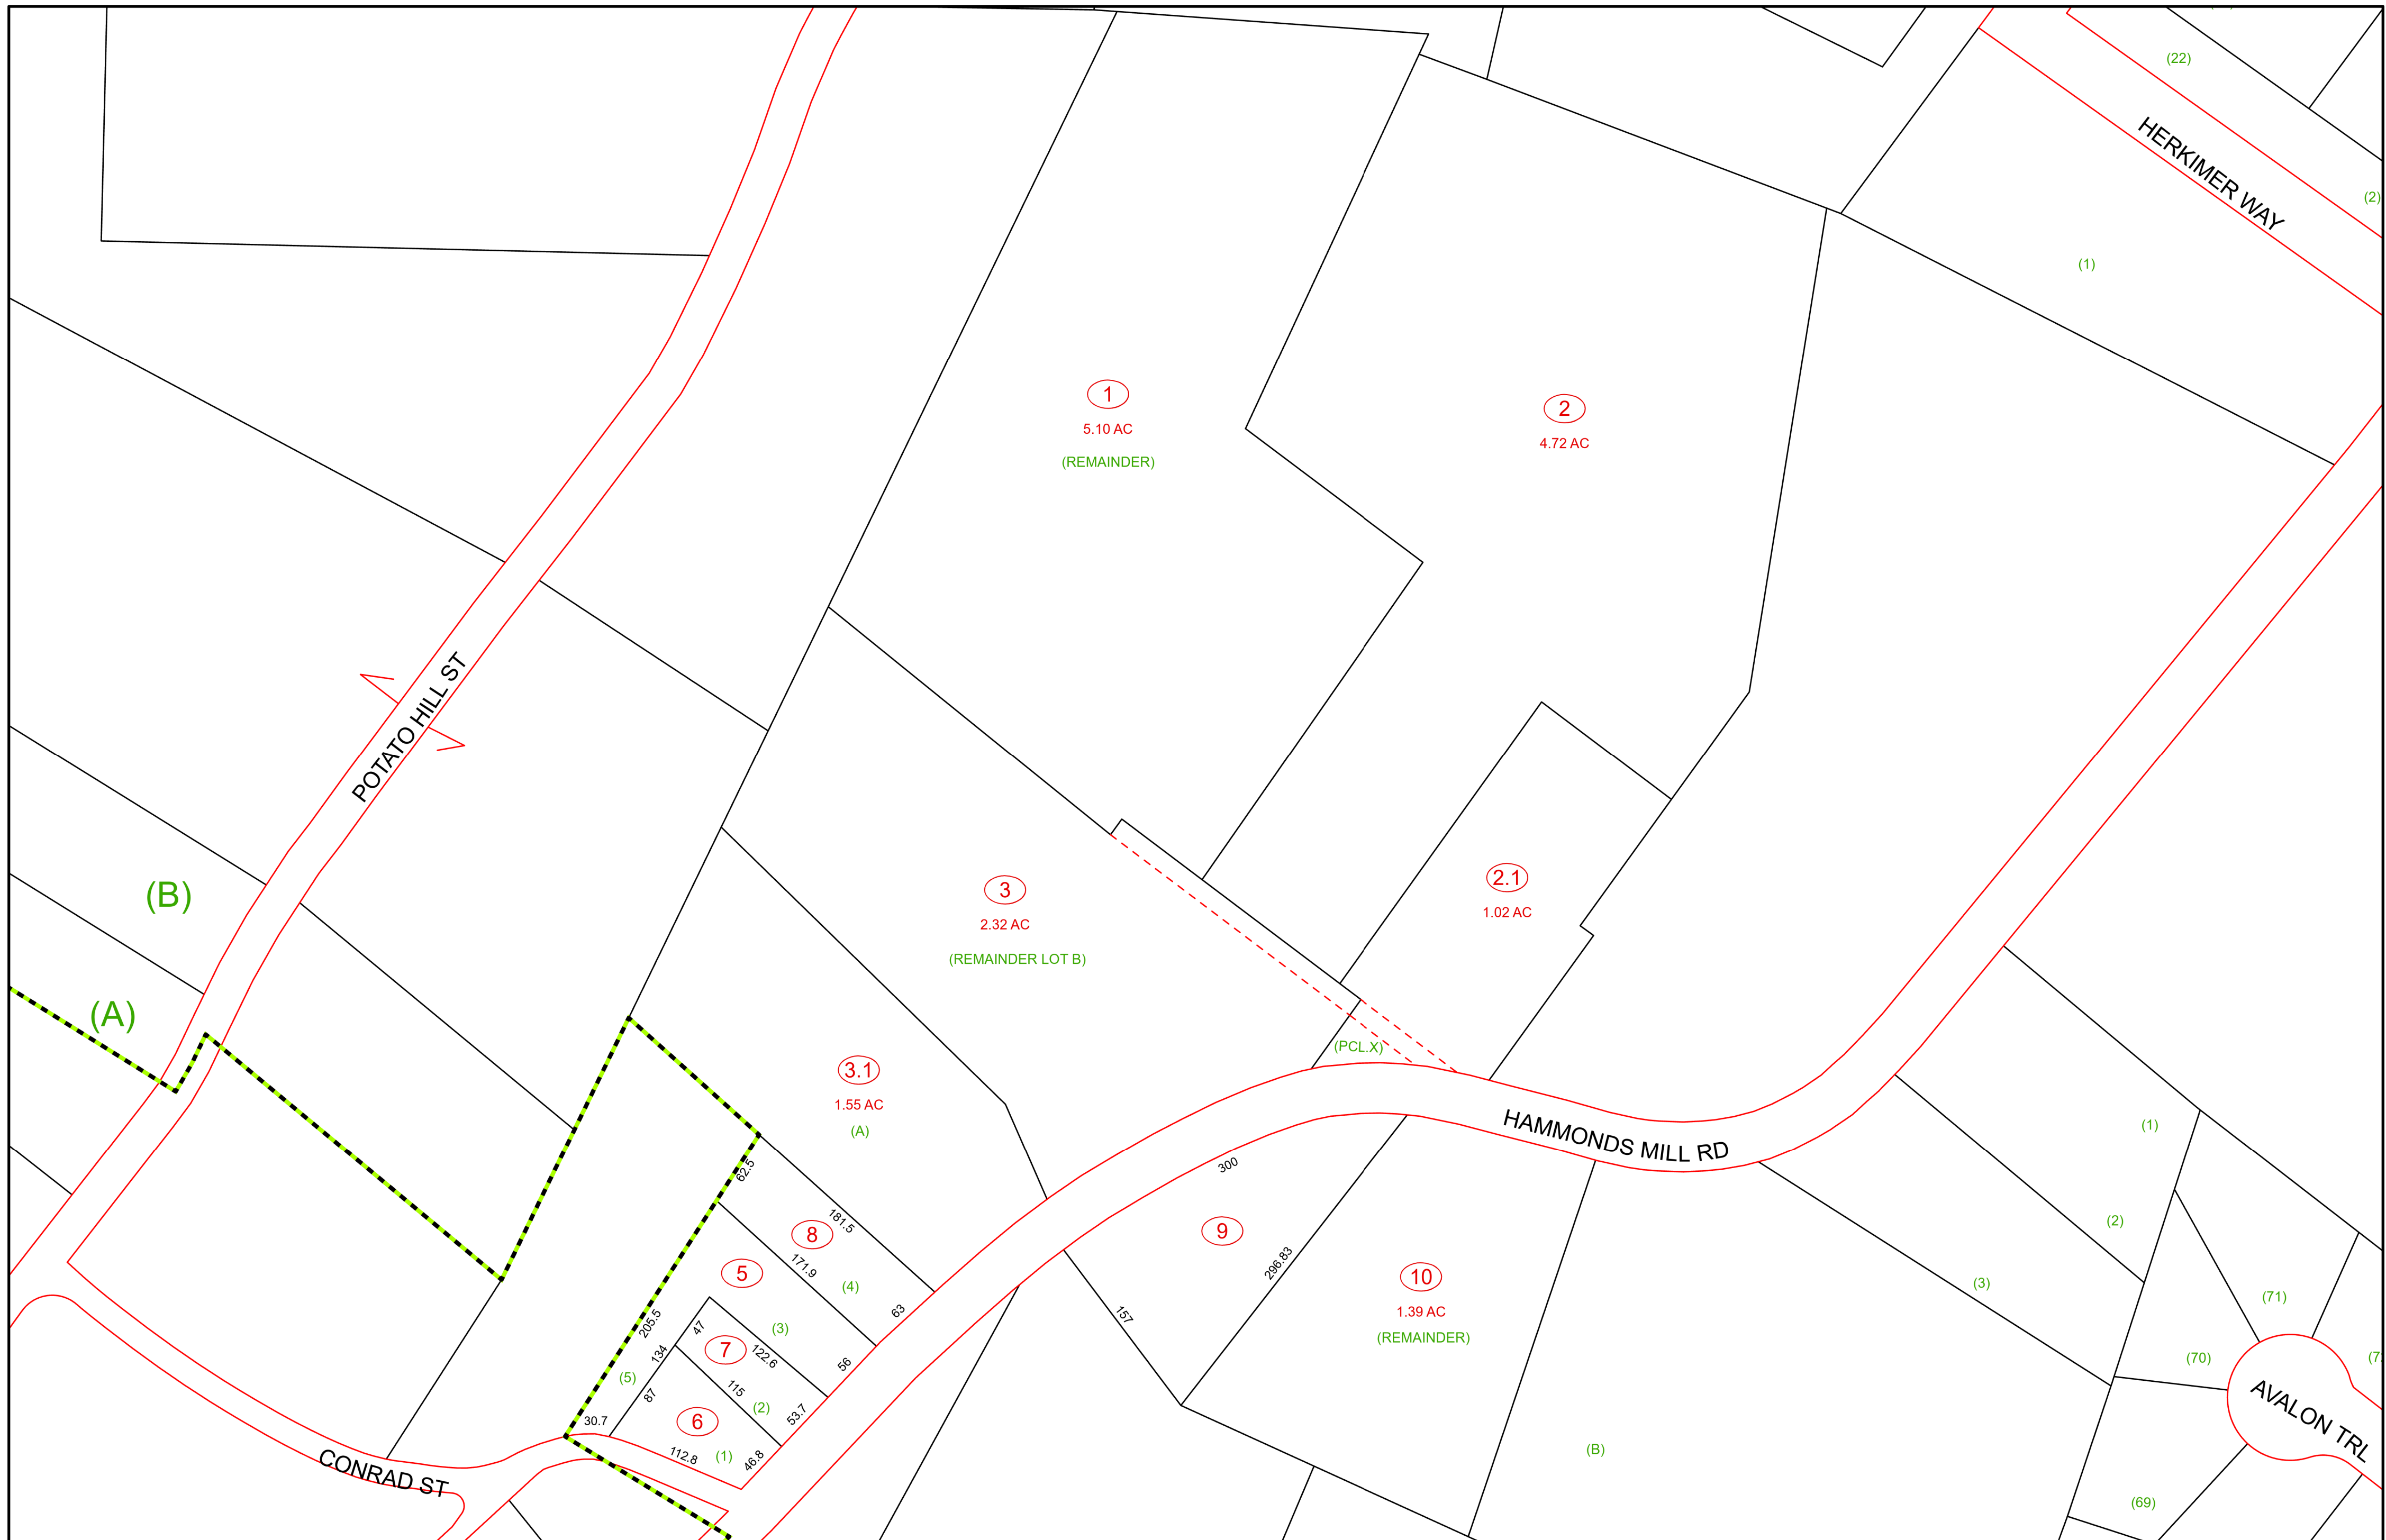 (22)
HERKIMER WAY
(2)
(1)
1
5.10 AC
(REMAINDER)
2
4.72 AC
POTATO HILL ST
(B)
(A)
3
2.32 AC
(REMAINDER LOT B)
2.1
1.02 AC
(PCL.X)
3.1
1.55 AC
(A)
HAMMONDS MILL RD
62.5
181.5
8
171.9
(4)
63
5
205.5
47
(3)
134
7
122.6
56
(5)
87
115
(2)
53.7
30.7
6
112.8
(1)
46.8
300
9
296.83
157
10
1.39 AC
(REMAINDER)
(B)
(1)
(2)
(3)
(71)
(70)
AVALON TRL
(69)
CONRAD ST